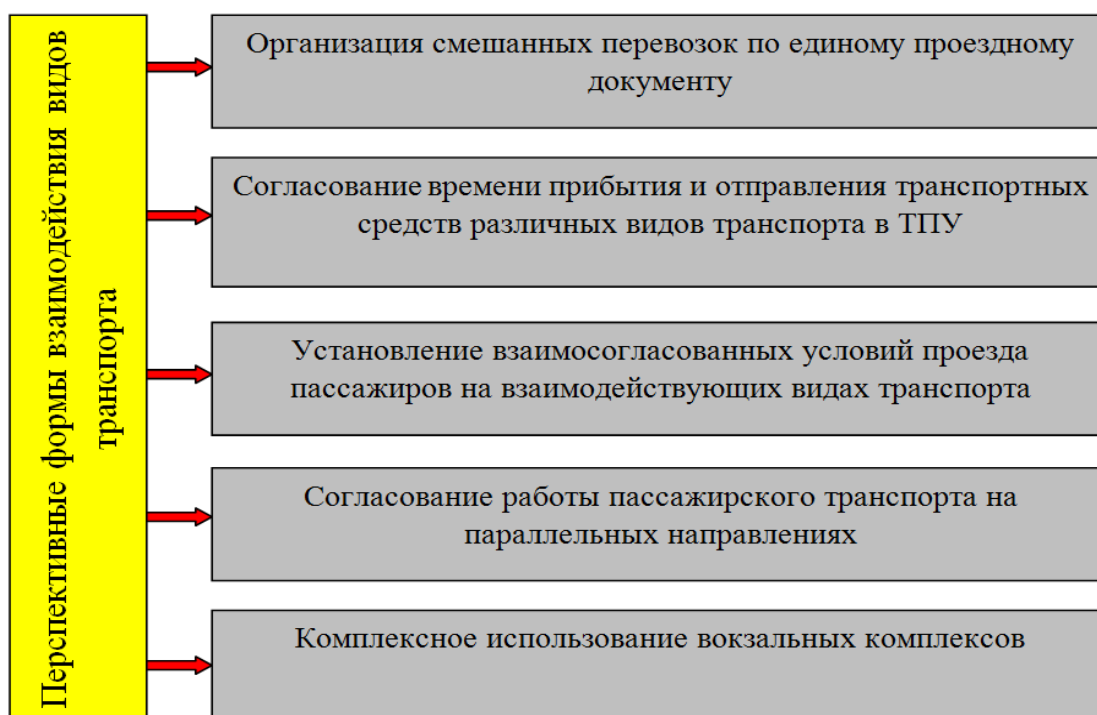 Перспективные формы взаимодействия видов
транспорта
Организация смешанных перевозок по единому проездному
документу
Согласование времени прибытия и отправления транспортных
средств различных видов транспорта в ТПУ
Установление взаимосогласованных условий проезда
пассажиров на взаимодействующих видах транспорта
Согласование работы пассажирского транспорта на
параллельных направлениях
Комплексное использование вокзальных комплексов